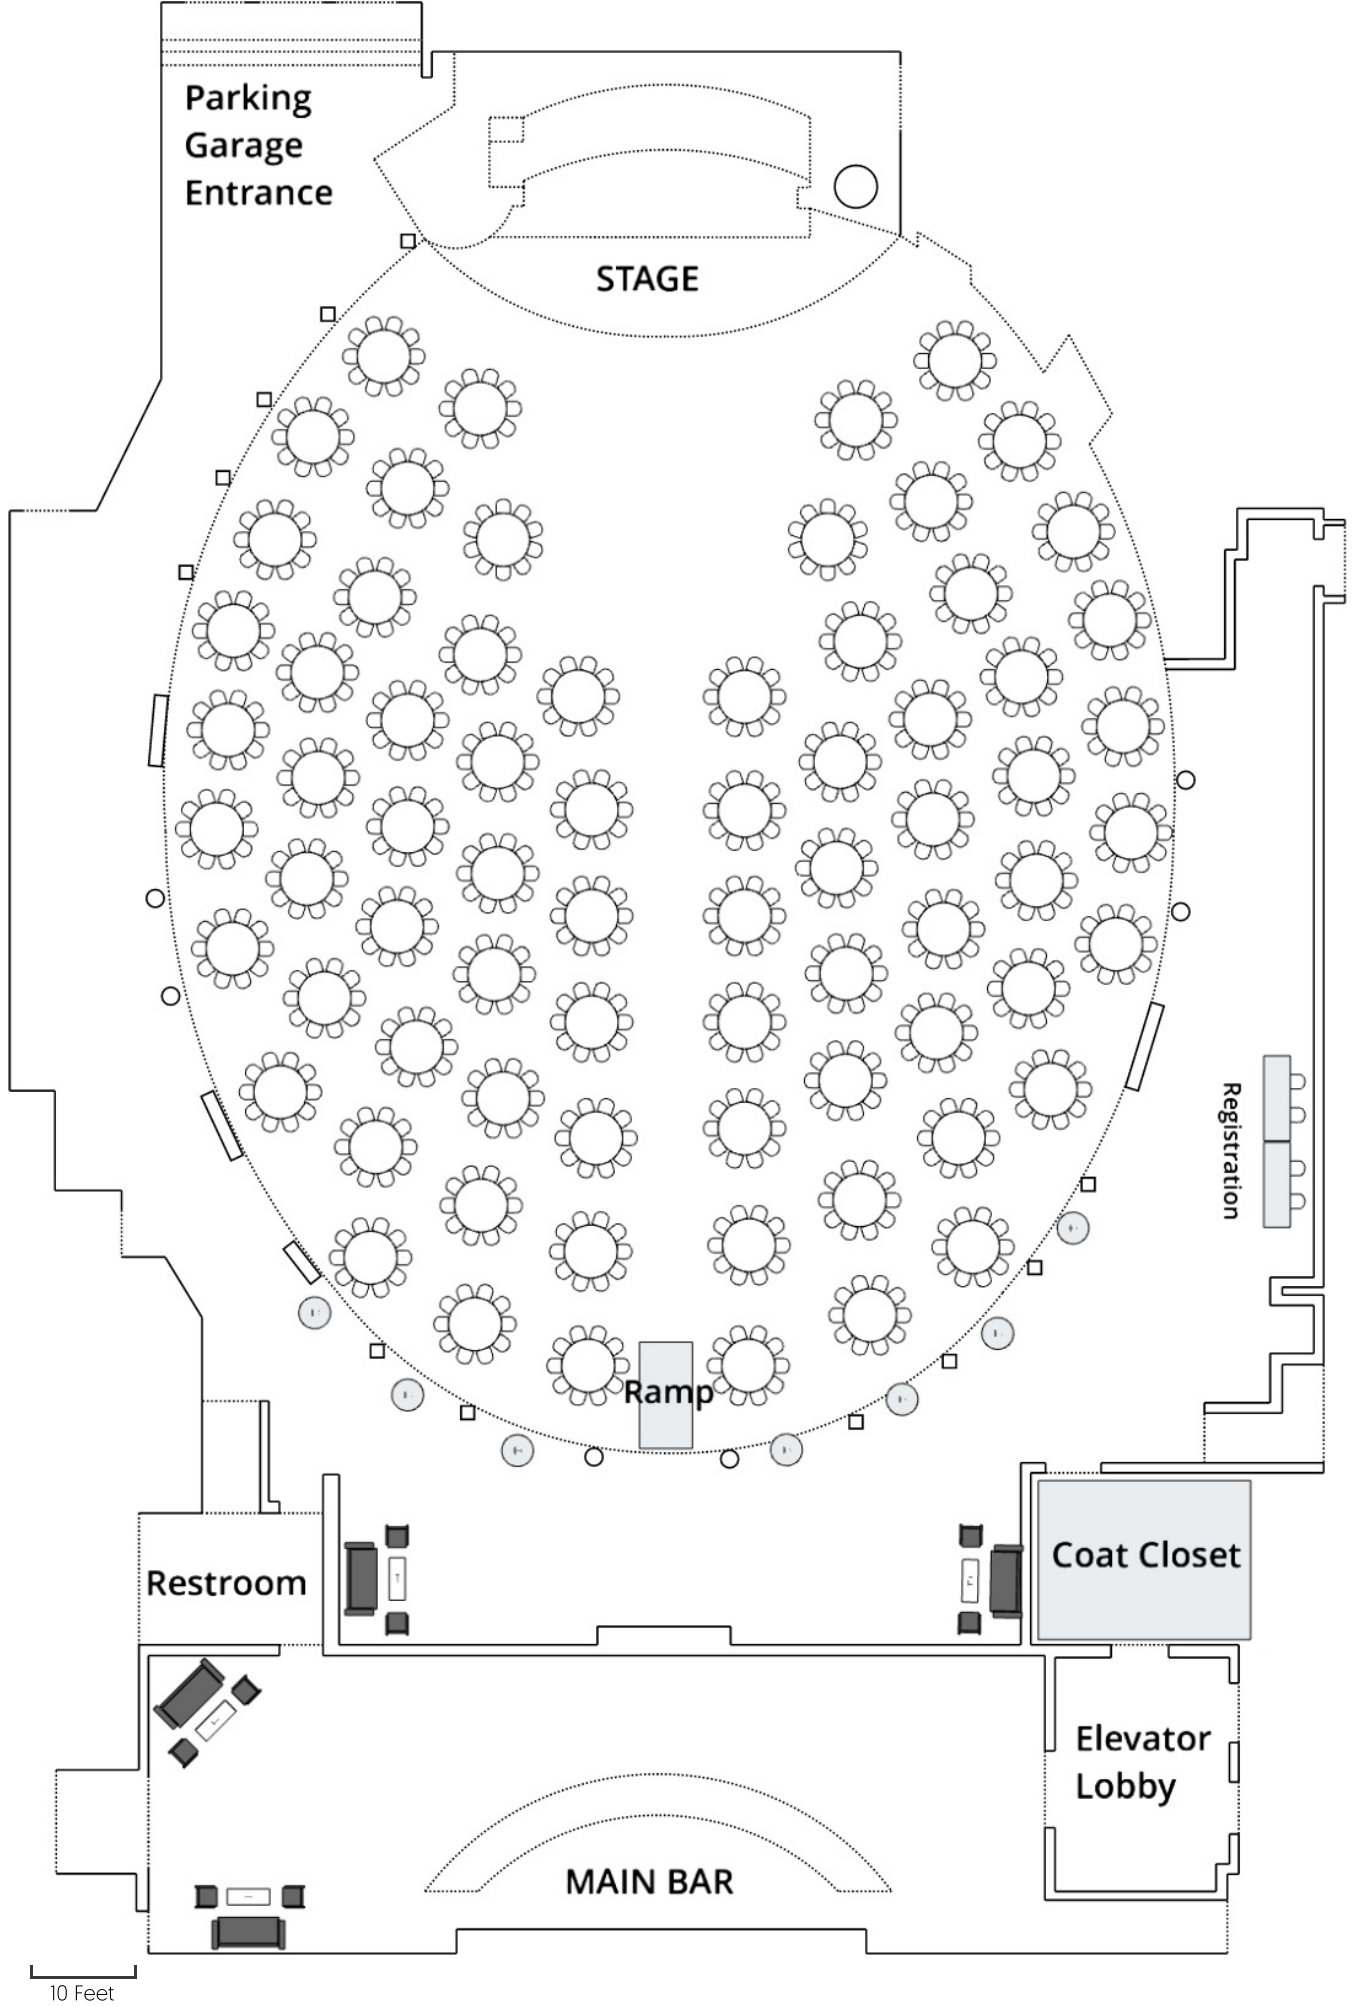 Parking
Garage
Entrance
STAGE
Registration
Ramp
Coat Closet
Restroom
Elevator
Lobby
MAIN BAR
10 Feet